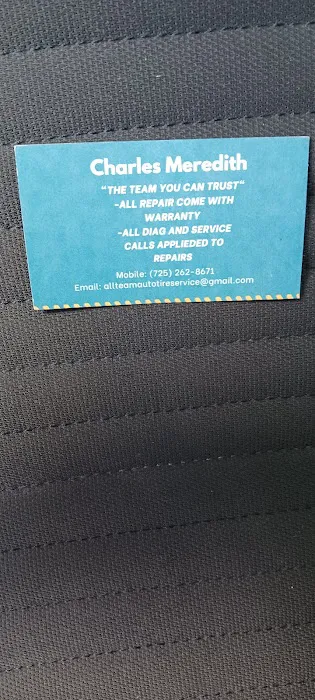 Charles Meredith
"THE TEAM YOU CAN TRUST"
-ALL REPAIR COME WITH
WARRANTY
-ALL DIAG AND SERVICE
CALLS APPLIEDED TO
REPAIRS
Mobile: (725) 262-8671
Email: allteamautotireservice@gmail.com